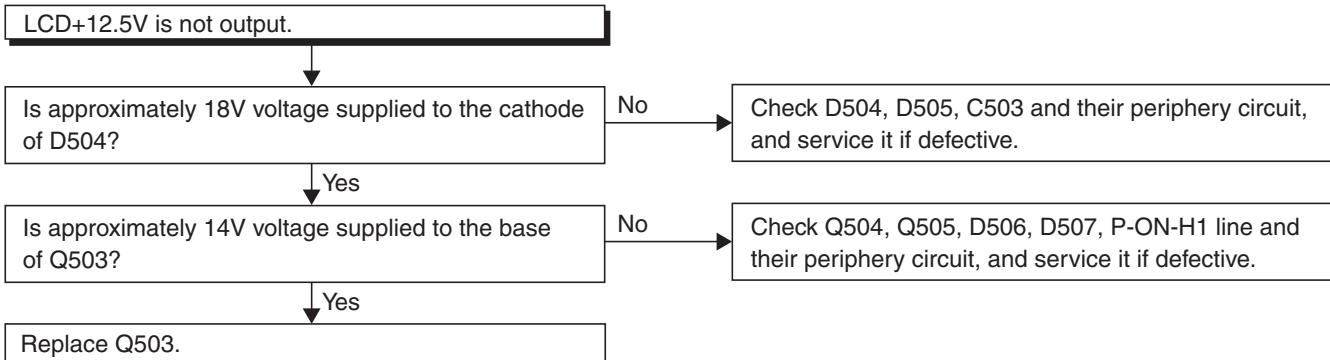 LCD+12.5V is not output.
Is approximately 18V voltage supplied to the cathode
of D504?
No
Check D504, D505, C503 and their periphery circuit,
and service it if defective.
Yes
Is approximately 14V voltage supplied to the base
of Q503?
No
Check Q504, Q505, D506, D507, P-ON-H1 line and
their periphery circuit, and service it if defective.
Yes
Replace Q503.